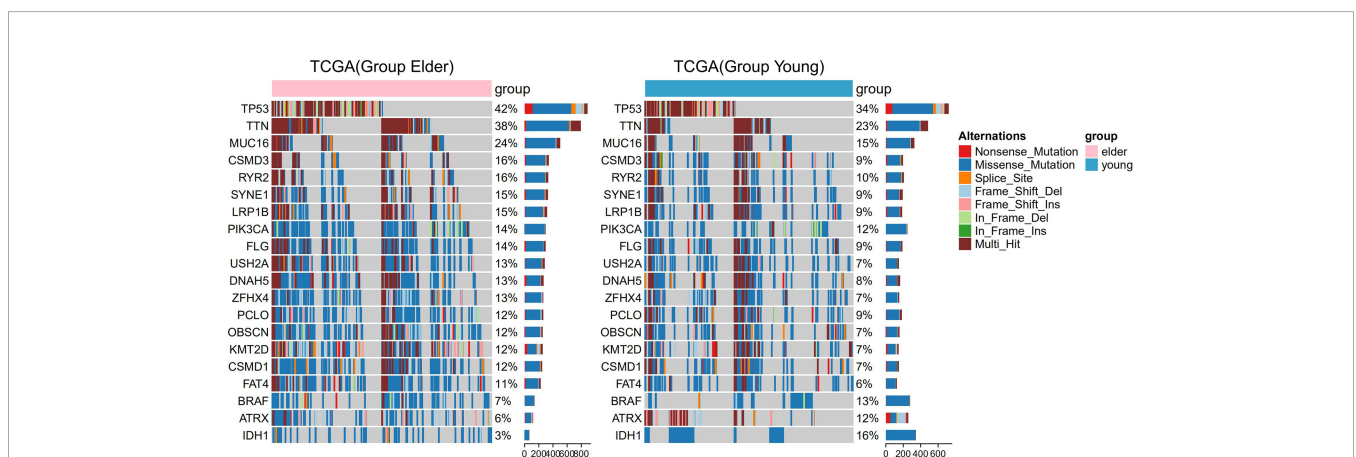 TCGA(Group Elder)
group
TP53 42%
TTN 38%
MUC16 24%
CSMD3 16%
RYR2 16%
SYNE1 15%
LRP1B 15%
PIK3CA 14%
FLG 14%
USH2A 13%
DNAH5 13%
ZFHX4 13%
PCLO 12%
OBSCN 12%
KMT2D 12%
CSMD1 12%
FAT4 11%
BRAF 7%
ATRX 6%
IDH1 3%
0 200 400 600 800
TCGA(Group Young)
group
TP53 34%
TTN 23%
MUC16 15%
CSMD3 9%
RYR2 10%
SYNE1 9%
LRP1B 9%
PIK3CA 12%
FLG 9%
USH2A 7%
DNAH5 8%
ZFHX4 7%
PCLO 9%
OBSCN 7%
KMT2D 7%
CSMD1 7%
FAT4 6%
BRAF 13%
ATRX 12%
IDH1 16%
0 200 400 600
Alternations
Nonsense_Mutation
Missense_Mutation
Splice_Site
Frame_Shift_Del
Frame_Shift_Ins
In_Frame_Del
In_Frame_Ins
Multi_Hit
group
elder
young